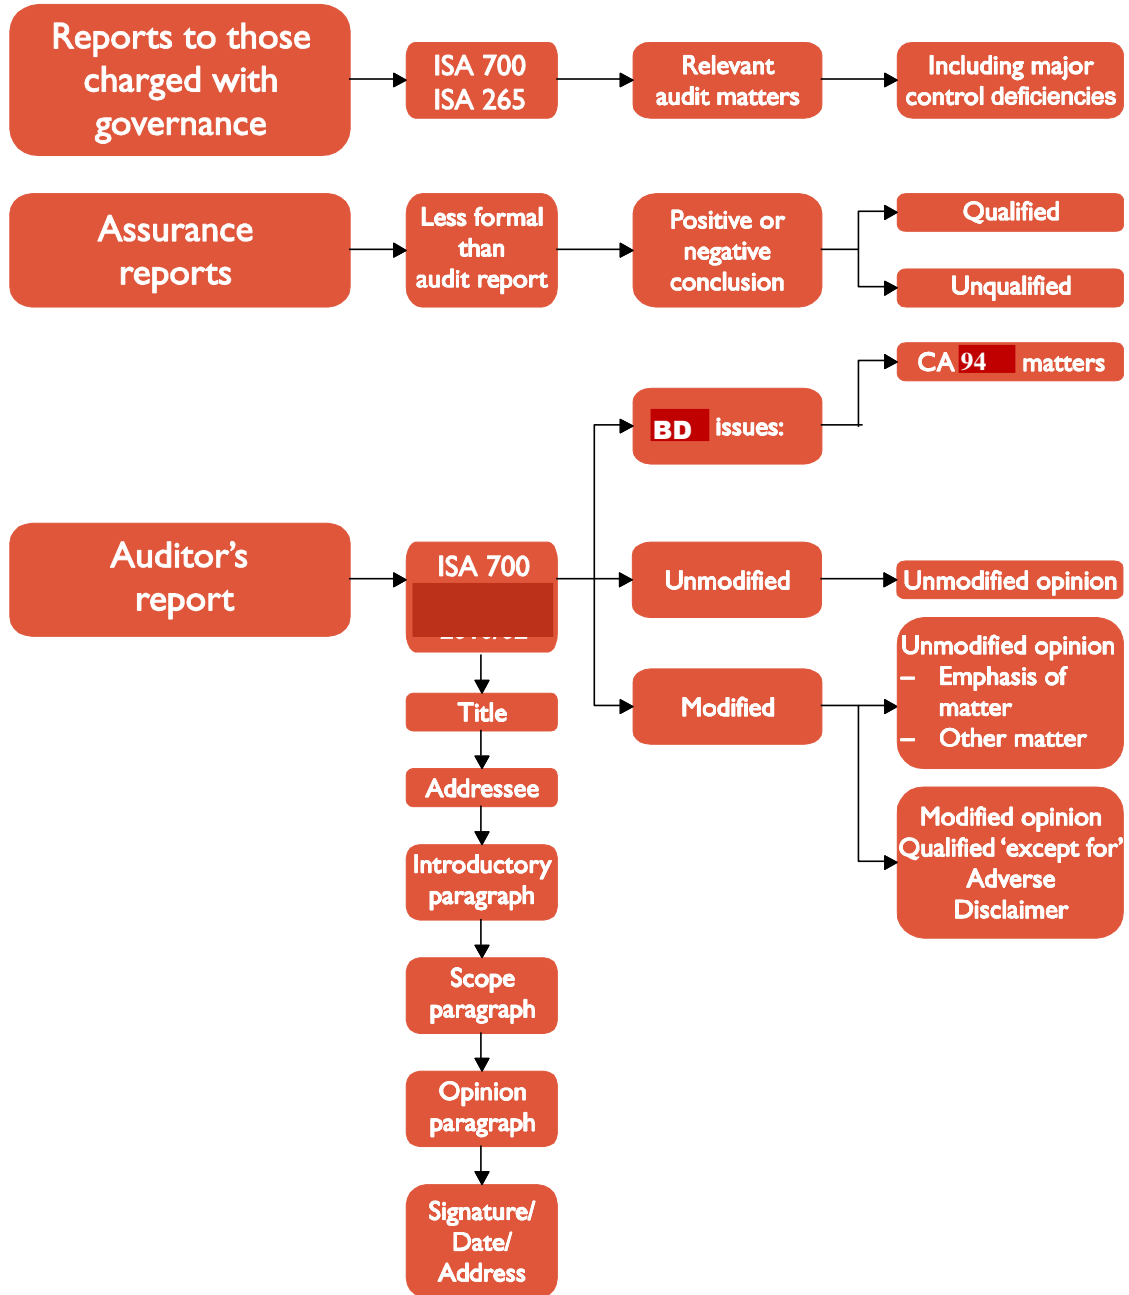 Reports to those
charged with
governance
ISA 700
ISA 265
Relevant
audit matters
Including major
control deficiencies
Assurance
reports
Less formal
than
audit report
Positive or
negative
conclusion
Qualified
Unqualified
CA 94 matters
BD issues:
Auditor's
report
ISA 700
Unmodified
Unmodified opinion
Modified
Unmodified opinion
– Emphasis of
matter
– Other matter
Modified opinion
Qualified 'except for'
Adverse
Disclaimer
Title
Addressee
Introductory
paragraph
Scope
paragraph
Opinion
paragraph
Signature/
Date/
Address